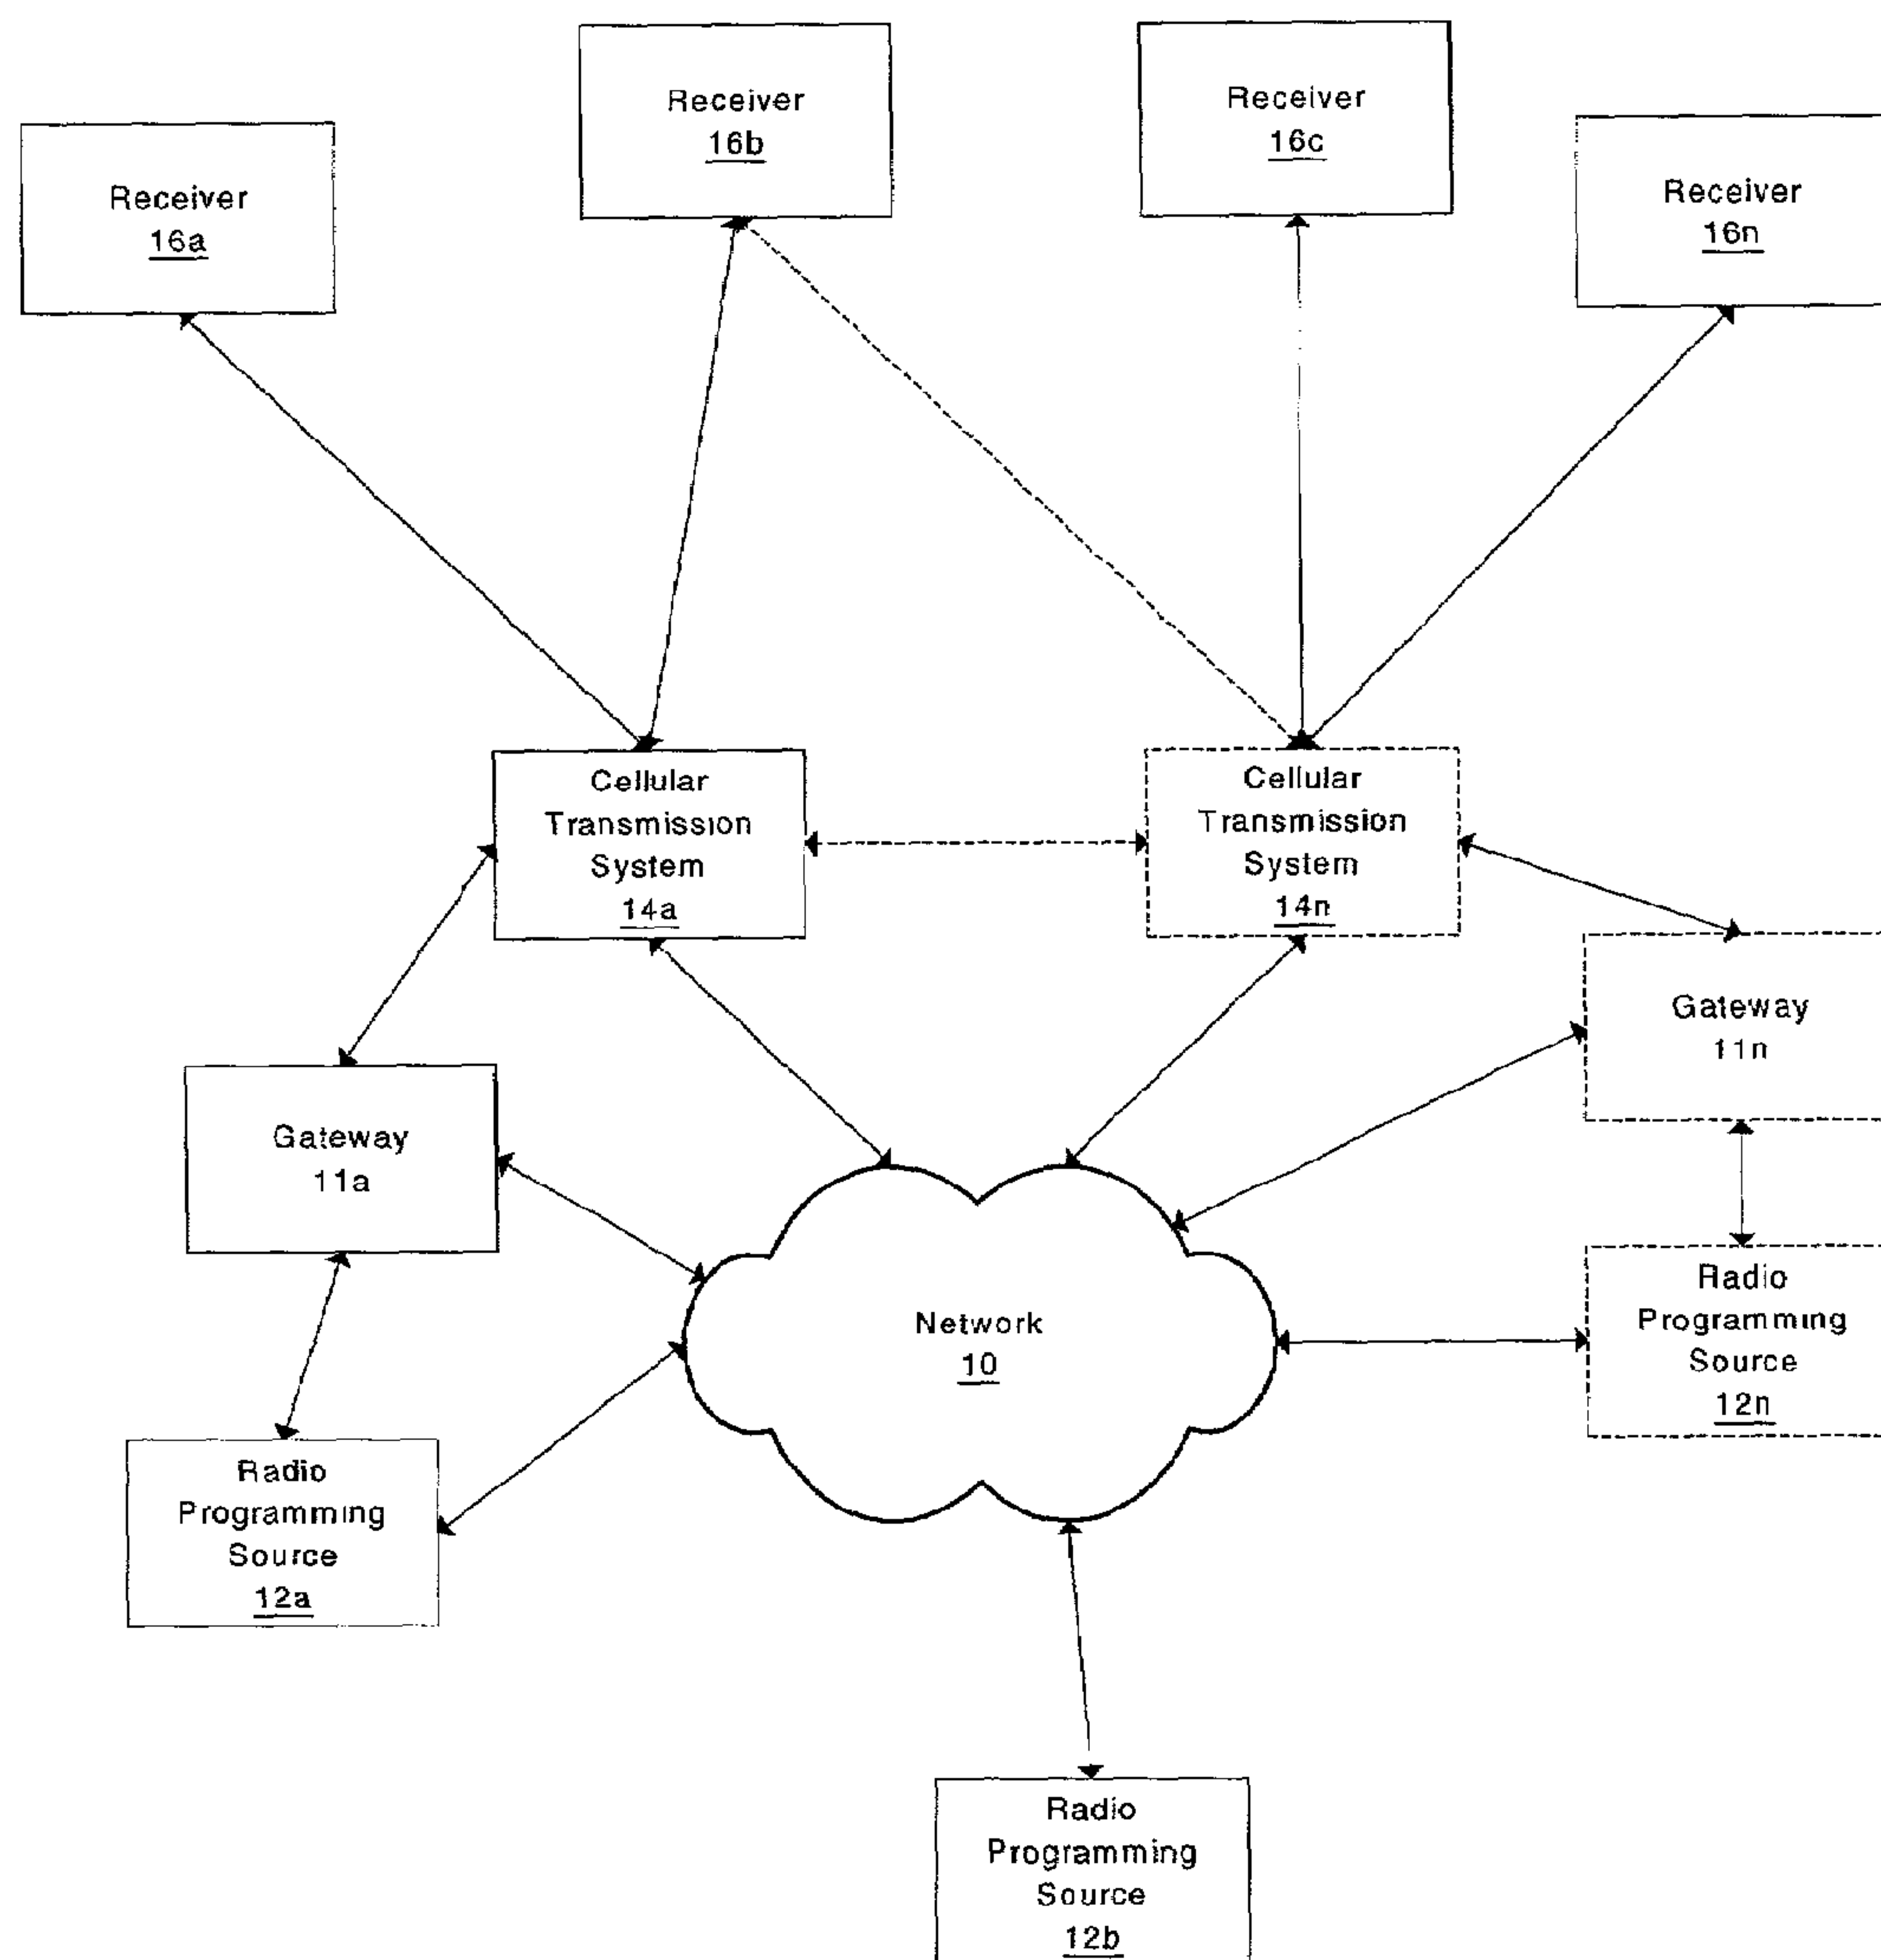 Receiver
16a
Receiver
16b
Receiver
16c
Receiver
16n
Cellular
Transmission
System
14a
Cellular
Transmission
System
14n
Gateway
11n
Gateway
11a
Network
10
Radio
Programming
Source
12n
Radio
Programming
Source
12a
Radio
Programming
Source
12b